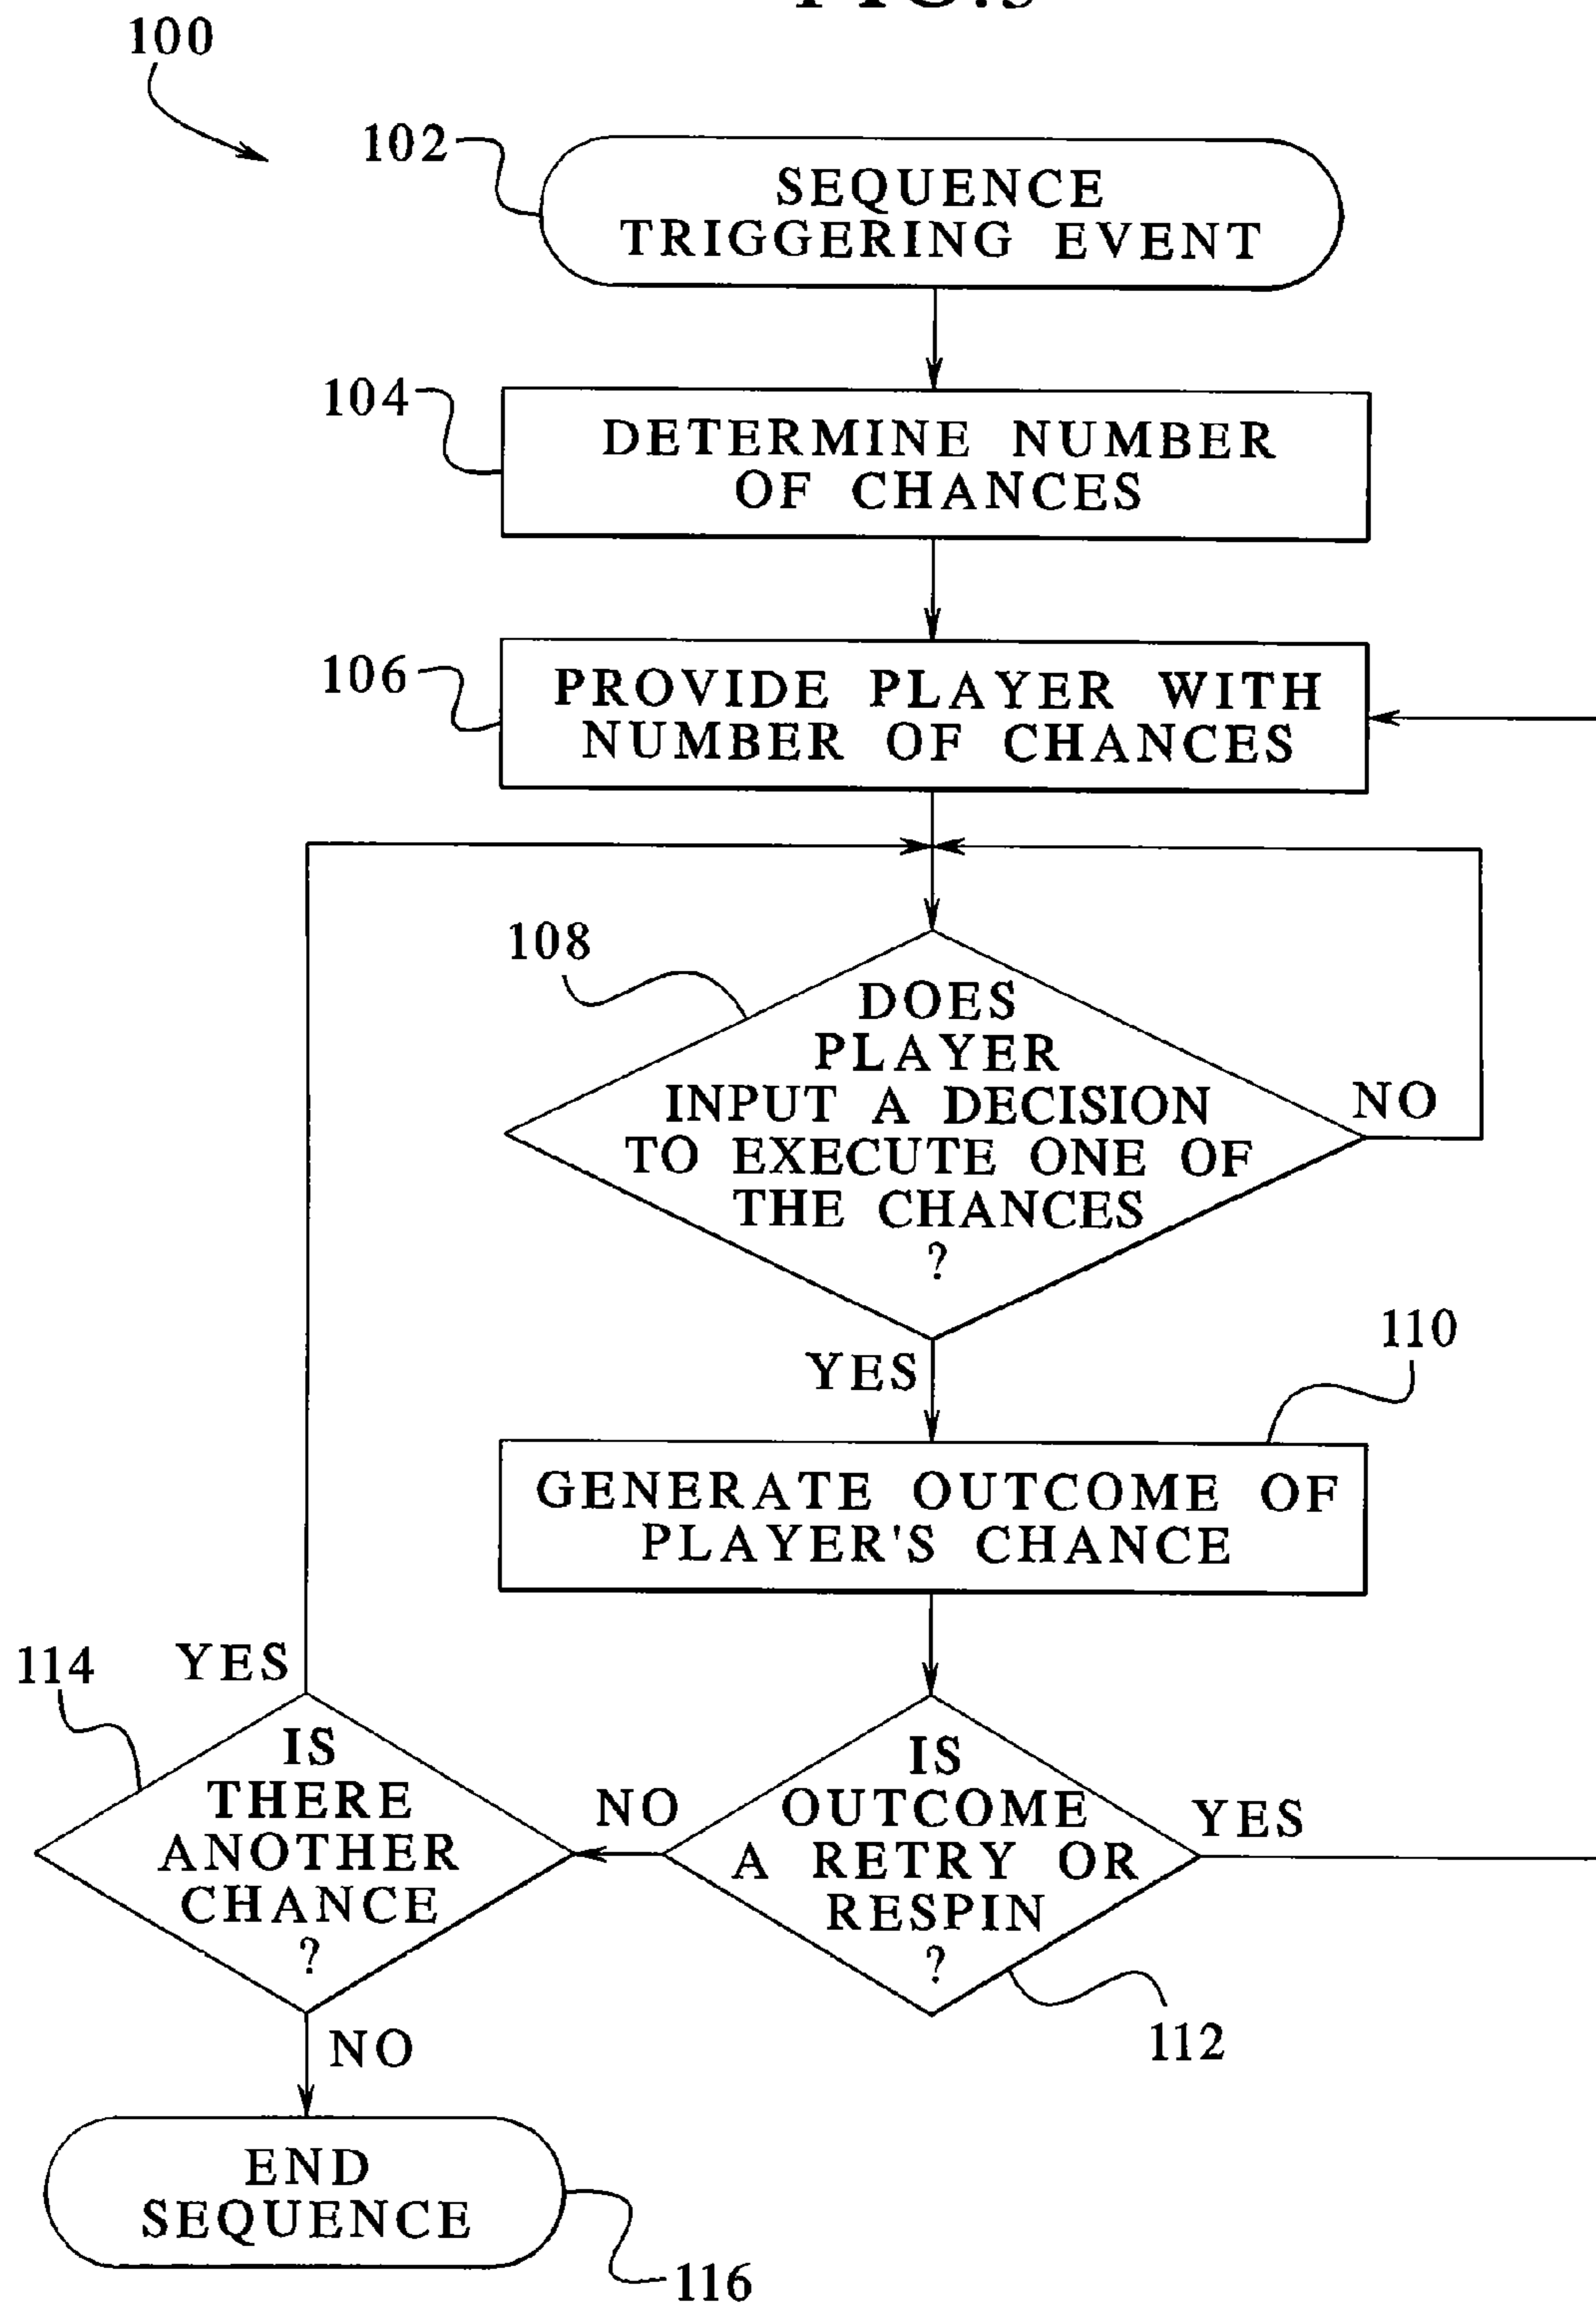 100
102
SEQUENCE
TRIGGERING EVENT
104
DETERMINE NUMBER
OF CHANCES
106
PROVIDE PLAYER WITH
NUMBER OF CHANCES
108
DOES
PLAYER
INPUT A DECISION
TO EXECUTE ONE OF
THE CHANCES
?
NO
YES
110
GENERATE OUTCOME OF
PLAYER'S CHANCE
114
YES
IS
THERE
ANOTHER
CHANCE
?
NO
IS
OUTCOME
A RETRY OR
RESPIN
?
YES
112
NO
END
SEQUENCE
116